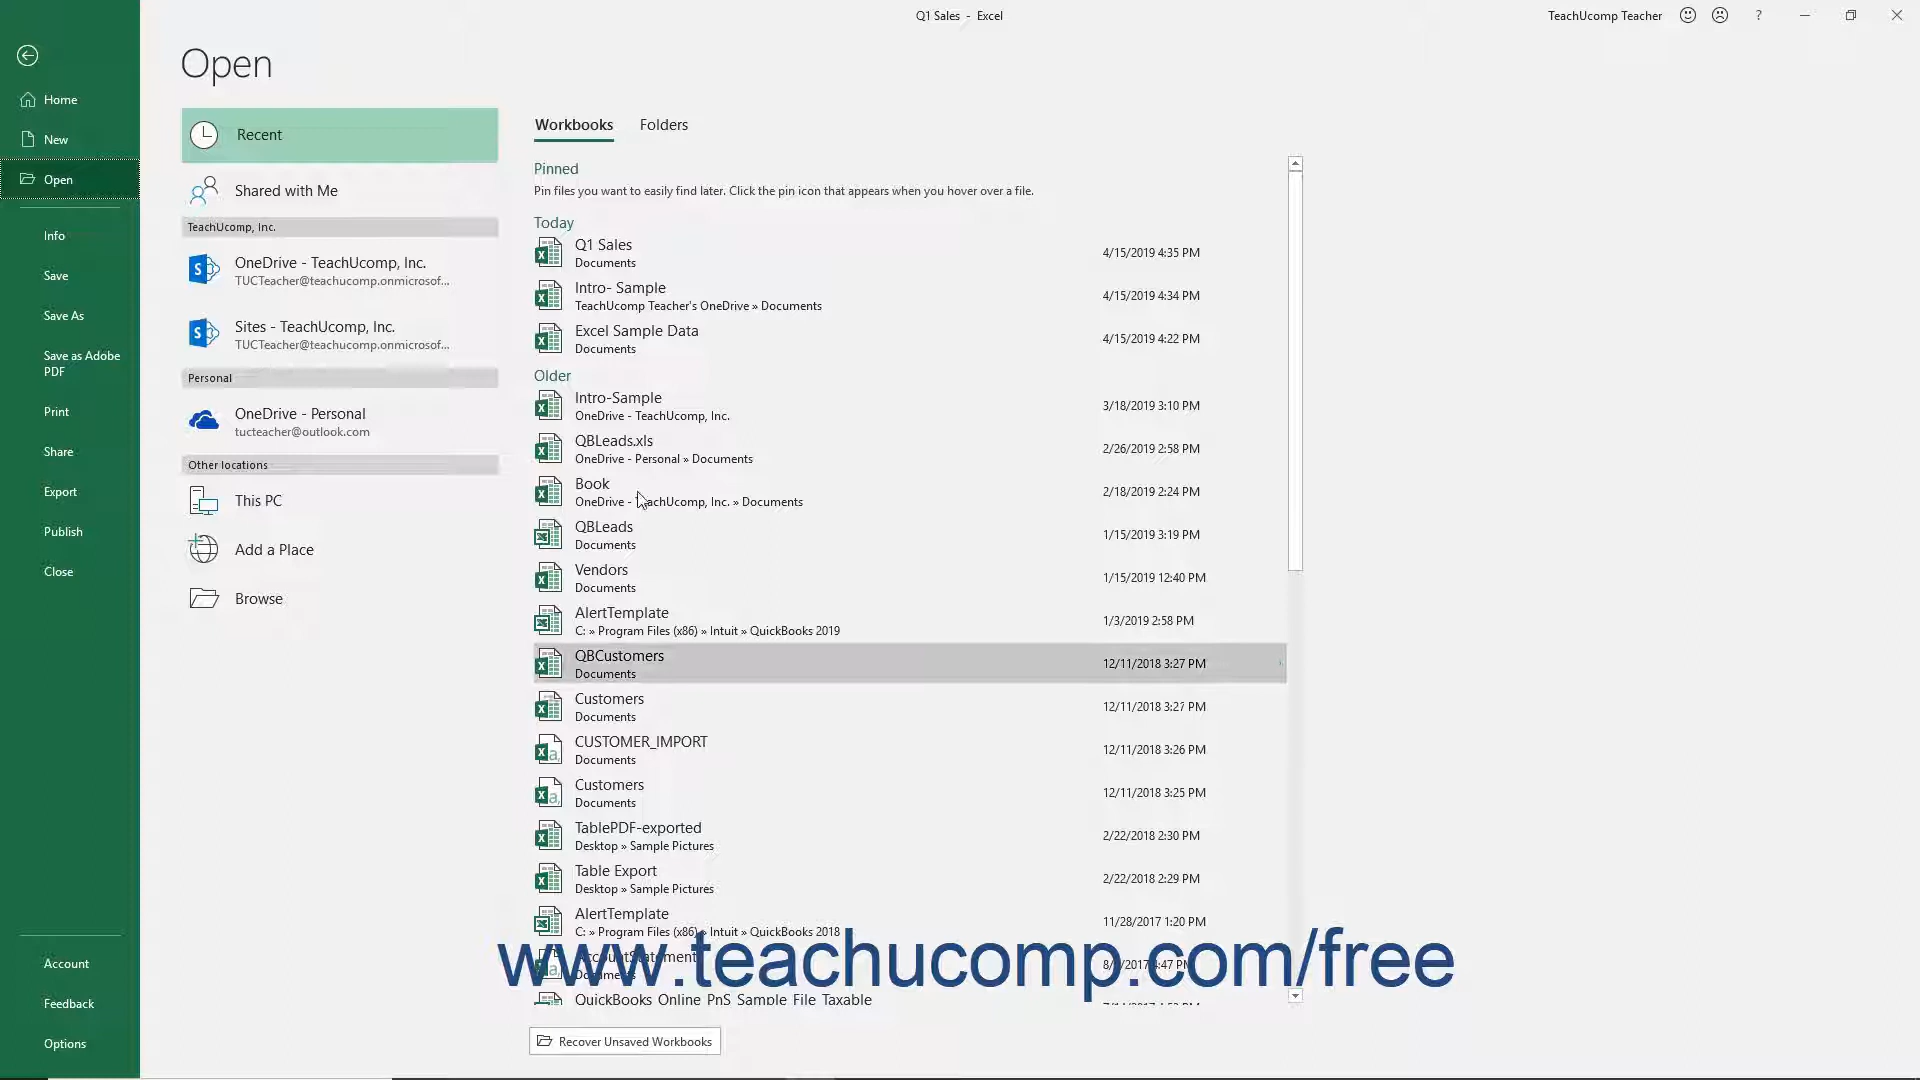 Q1 Sales - Excel
TeachUcomp Teacher
?
Open
Home
New
Open
Info
Save
Save As
Save as Adobe
PDF
Print
Share
Export
Publish
Close
Account
Feedback
Options
Recent
Shared with Me
TeachUcomp, Inc.
OneDrive - TeachUcomp, Inc.
TUCTeacher@teachucomp.onmicrosof...
Sites - TeachUcomp, Inc.
TUCTeacher@teachucomp.onmicrosof...
Personal
OneDrive - Personal
tucteacher@outlook.com
Other locations
This PC
Add a Place
Browse
Workbooks Folders
Pinned
Pin files you want to easily find later. Click the pin icon that appears when you hover over a file.
Today
Q1 Sales
Documents
4/15/2019 4:35 PM
Intro- Sample
TeachUcomp Teacher's OneDrive » Documents
4/15/2019 4:34 PM
Excel Sample Data
Documents
4/15/2019 4:22 PM
Older
Intro-Sample
OneDrive - TeachUcomp, Inc.
3/18/2019 3:10 PM
QBLeads.xls
OneDrive - Personal » Documents
2/26/2019 2:58 PM
Book
OneDrive - TeachUcomp, Inc. » Documents
2/18/2019 2:24 PM
QBLeads
Documents
1/15/2019 3:19 PM
Vendors
Documents
1/15/2019 12:40 PM
AlertTemplate
C: » Program Files (x86) » Intuit » QuickBooks 2019
1/3/2019 2:58 PM
QBCustomers
Documents
12/11/2018 3:27 PM
Customers
Documents
12/11/2018 3:27 PM
CUSTOMER_IMPORT
Documents
12/11/2018 3:26 PM
Customers
Documents
12/11/2018 3:25 PM
TablePDF-exported
Desktop » Sample Pictures
2/22/2018 2:30 PM
Table Export
Desktop » Sample Pictures
2/22/2018 2:29 PM
AlertTemplate
C: » Program Files (x86) » Intuit » QuickBooks 2018
11/28/2017 1:20 PM
AccountStatement
Documents
www.teachucomp.com/free
QuickBooks Online PnS Sample File Taxable
Recover Unsaved Workbooks